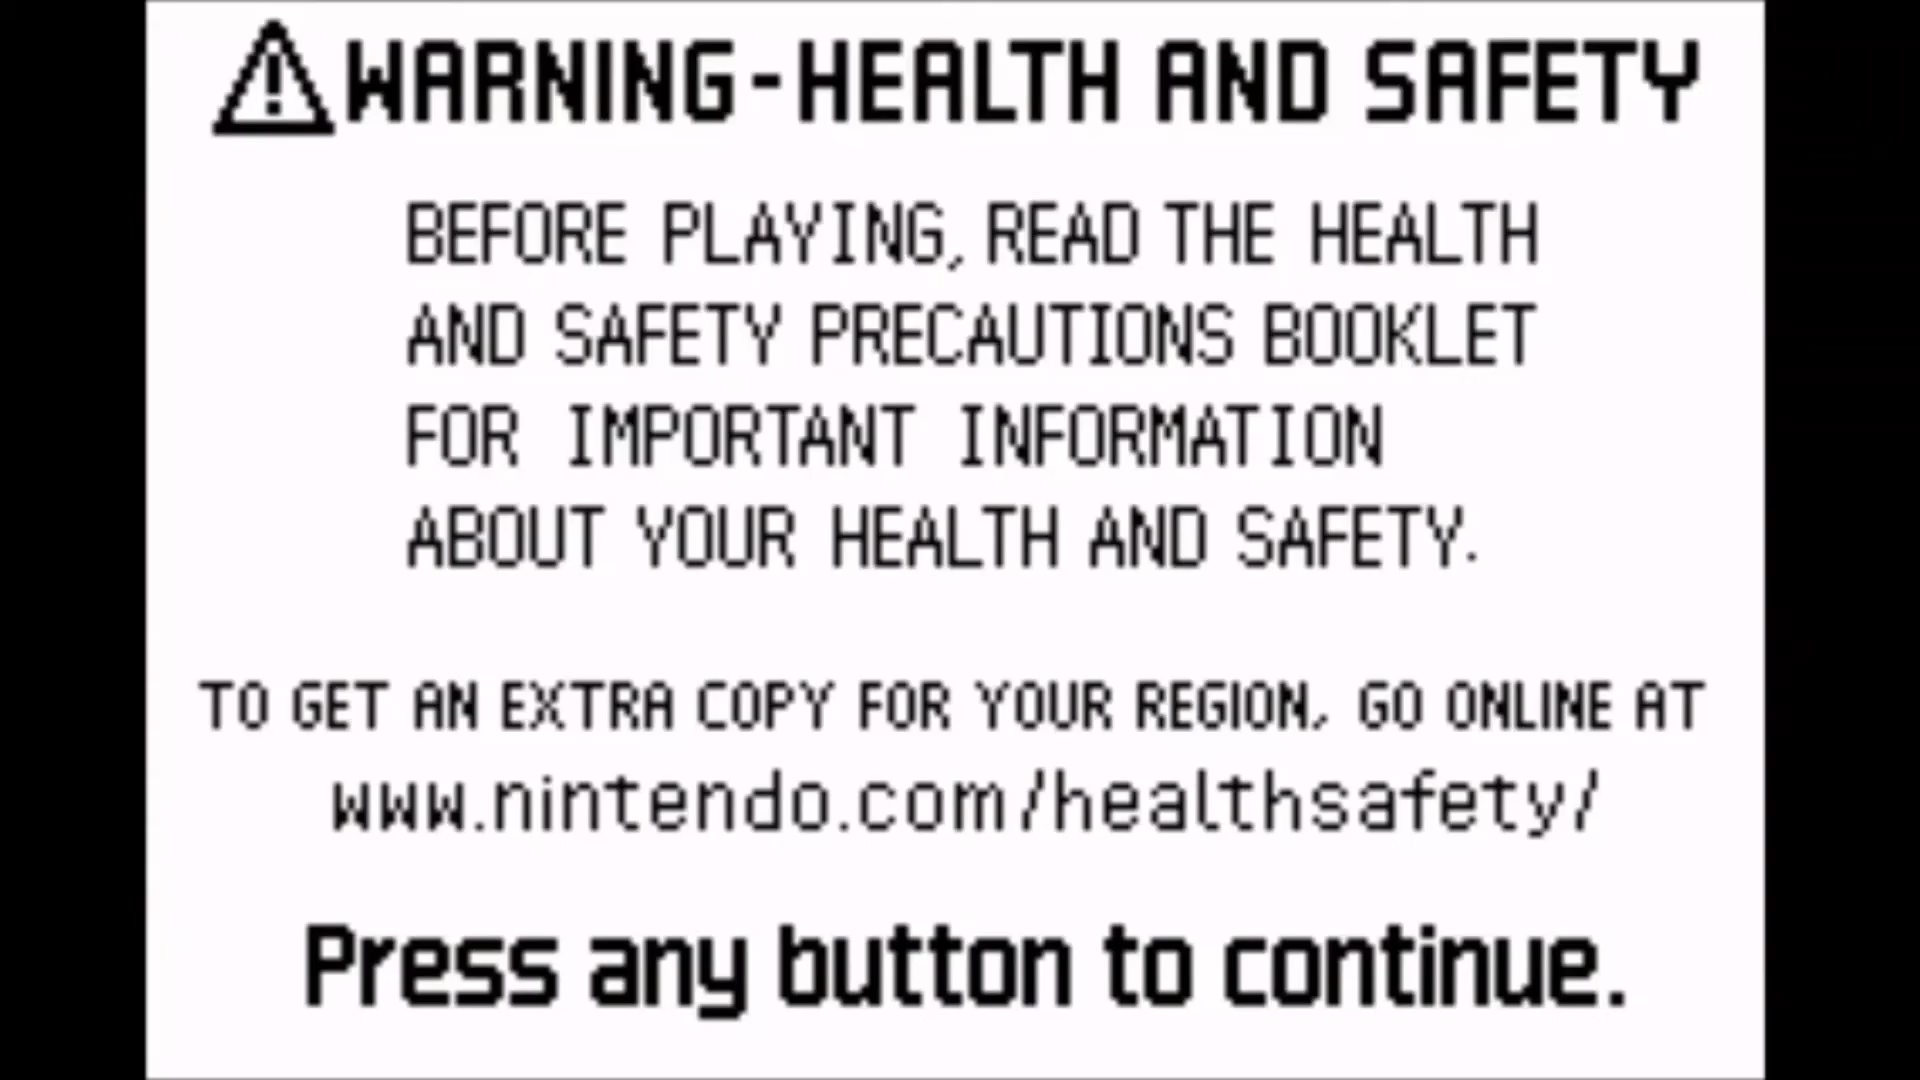 WARNING-HEALTH AND SAFETY
BEFORE PLAYING, READ THE HEALTH
AND SAFETY PRECAUTIONS BOOKLET
FOR IMPORTANT INFORMATION
ABOUT YOUR HEALTH AND SAFETY.
TO GET AN EXTRA COPY FOR YOUR REGION, GO ONLINE AT
www.nintendo.com/healthsafety/
Press any button to continue.